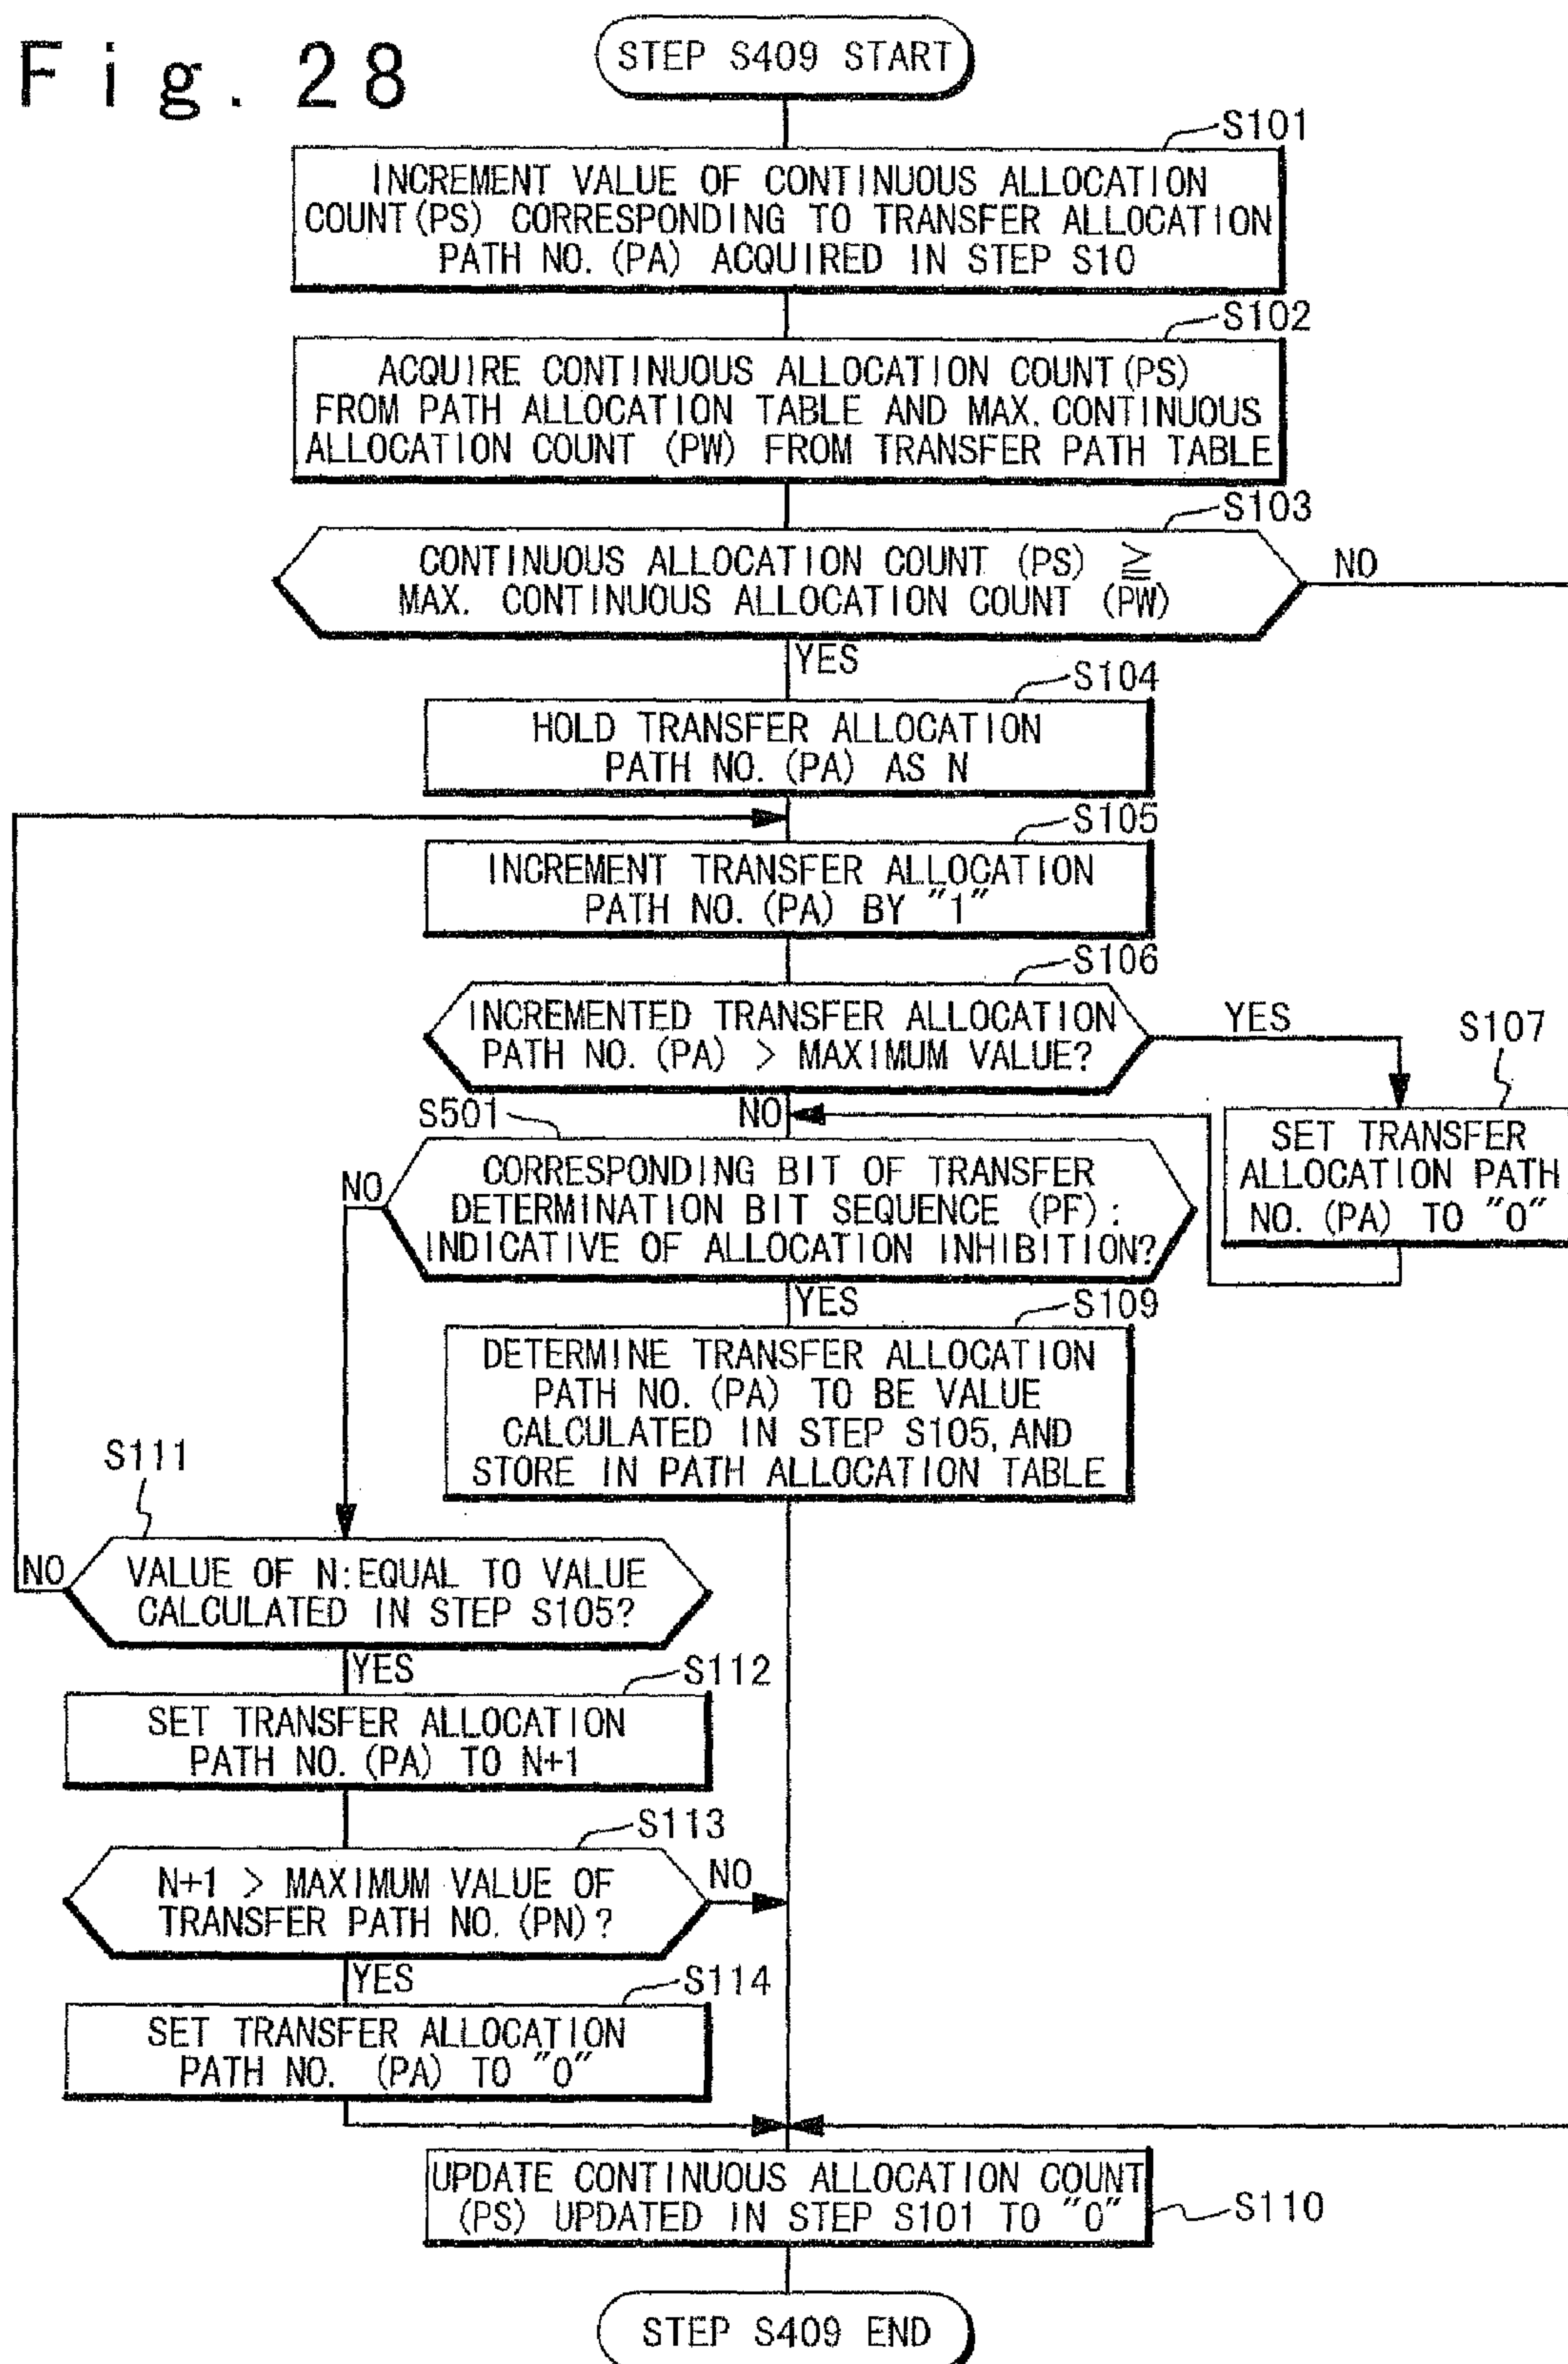 Fig. 28
STEP S409 START
S101
INCREMENT VALUE OF CONTINUOUS ALLOCATION
COUNT(PS) CORRESPONDING TO TRANSFER ALLOCATION
PATH NO. (PA) ACQUIRED IN STEP S10
S102
ACQUIRE CONTINUOUS ALLOCATION COUNT(PS)
FROM PATH ALLOCATION TABLE AND MAX. CONTINUOUS
ALLOCATION COUNT (PW) FROM TRANSFER PATH TABLE
S103
CONTINUOUS ALLOCATION COUNT (PS) ≧
MAX. CONTINUOUS ALLOCATION COUNT (PW)
NO
YES
S104
HOLD TRANSFER ALLOCATION
PATH NO. (PA) AS N
S105
INCREMENT TRANSFER ALLOCATION
PATH NO. (PA) BY "1"
S106
INCREMENTED TRANSFER ALLOCATION
PATH NO. (PA) > MAXIMUM VALUE?
YES
S107
SET TRANSFER
ALLOCATION PATH
NO. (PA) TO "0"
NO
S501
CORRESPONDING BIT OF TRANSFER
DETERMINATION BIT SEQUENCE (PF):
INDICATIVE OF ALLOCATION INHIBITION?
NO
YES
S109
DETERMINE TRANSFER ALLOCATION
PATH NO. (PA) TO BE VALUE
CALCULATED IN STEP S105, AND
STORE IN PATH ALLOCATION TABLE
S111
VALUE OF N:EQUAL TO VALUE
CALCULATED IN STEP S105?
NO
YES
S112
SET TRANSFER ALLOCATION
PATH NO. (PA) TO N+1
S113
N+1 > MAXIMUM VALUE OF
TRANSFER PATH NO. (PN)?
NO
YES
S114
SET TRANSFER ALLOCATION
PATH NO. (PA) TO "0"
UPDATE CONTINUOUS ALLOCATION COUNT
(PS) UPDATED IN STEP S101 TO "0"
S110
STEP S409 END